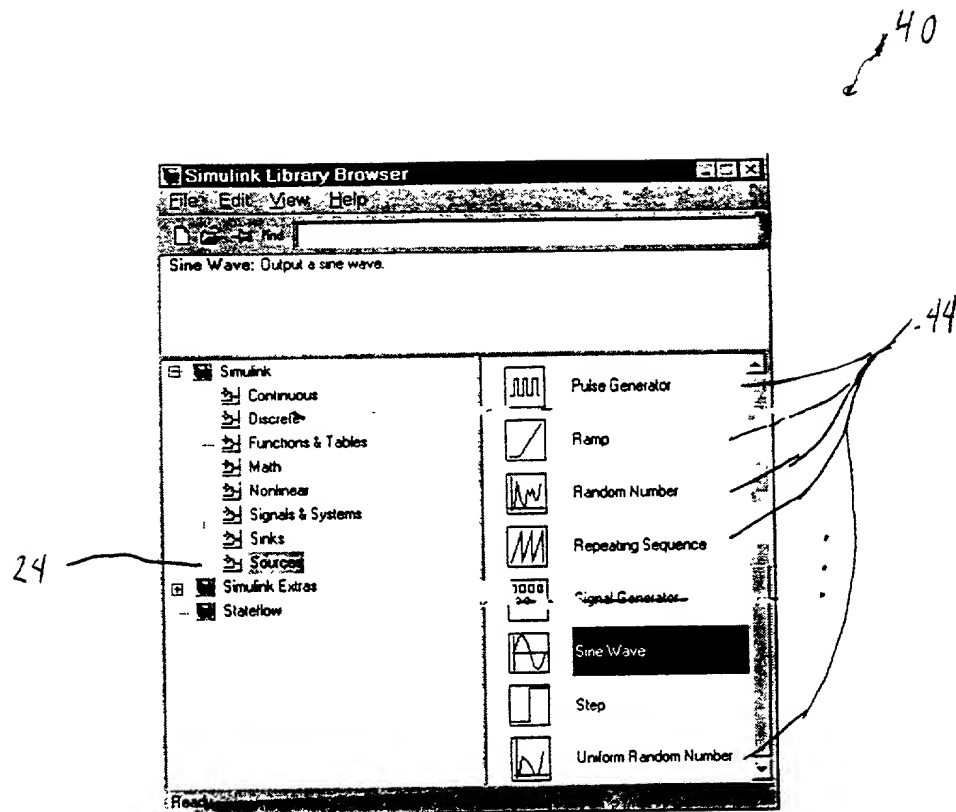 40
Simulink Library Browser
File Edit View Help
Find
Sine Wave: Output a sine wave.
44
Simulink
Continuous
Discrete
Functions & Tables
Math
Nonlinear
Signals & Systems
Sinks
24
Sources
Simulink Extras
Stateflow
Pulse Generator
Ramp
Random Number
Repeating Sequence
Signal Generator
Sine Wave
Step
Uniform Random Number
Ready